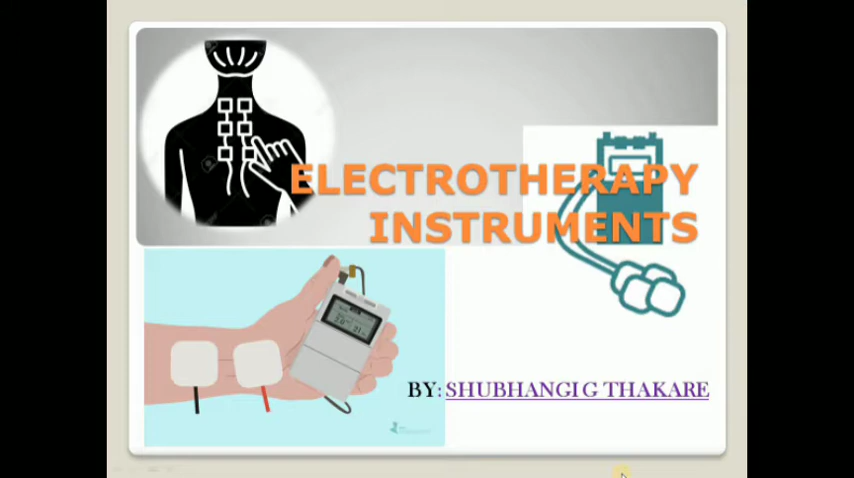 ELECTROTHERAPY
INSTRUMENTS
BY: SHUBHANGI G THAKARE